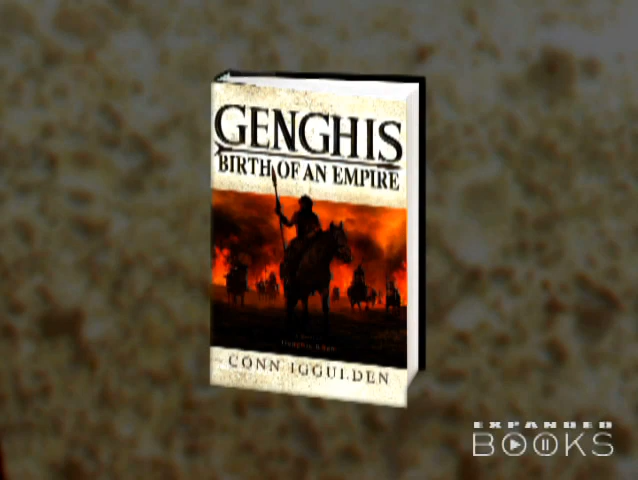 GENGHIS
BIRTH OF AN EMPIRE
CONN IGGULDEN
EXPANDED
BOOKS